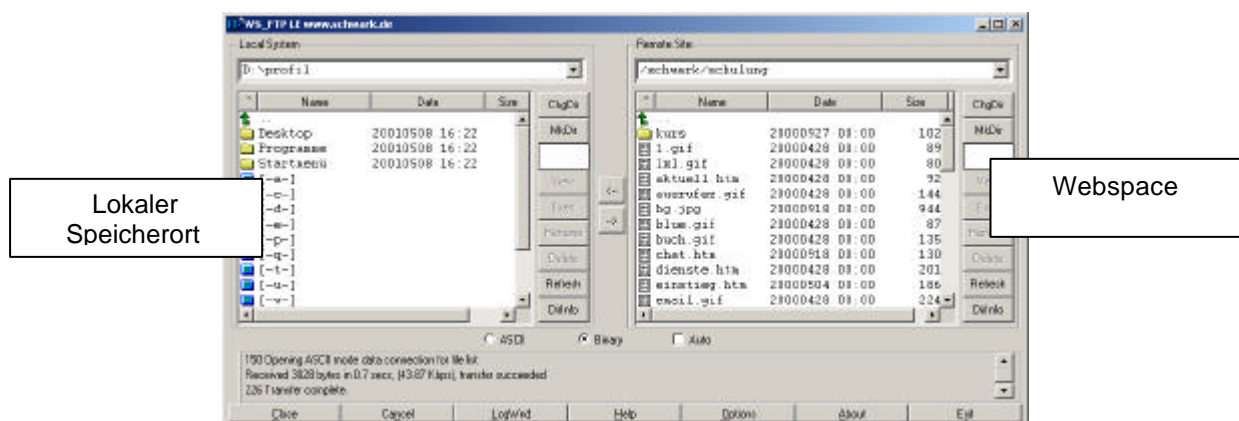 WS_FTP LE www.schwark.de
Local System
D:\profil
^ Name Date Size
ChgDir
MkDir
..
Desktop 20010508 16:22
Programme 20010508 16:22
Startmenü 20010508 16:22
[-a-]
[-c-]
[-d-]
[-p-]
[-q-]
[-t-]
[-u-]
[-v-]
View
Exec
Rename
Delete
Refresh
DirInfo
<-
->
Remote Site
/schwark/schulung
^ Name Date Size
ChgDir
MkDir
..
kurs 20000927 00:00 102
1.gif 20000428 00:00 89
1x1.gif 20000428 00:00 80
aktuell.htm 92
ausrufez.gif 20000428 00:00 144
bg.jpg 20000918 00:00 944
blue.gif 20000428 00:00 87
buch.gif 20000428 00:00 135
chat.htm 20000918 00:00 130
dienste.htm 20000428 00:00 201
einstieg.htm 20000504 00:00 186
email.gif 20000428 00:00 224
Delete
Refresh
DirInfo
Lokaler
Speicherort
Webspace
ASCII Binary Auto
150 Opening ASCII mode data connection for file list
Received 3828 bytes in 0.7 secs, (43.87 Kbps), transfer succeeded
226 Transfer complete.
Close Cancel LogWnd Help Options About Exit